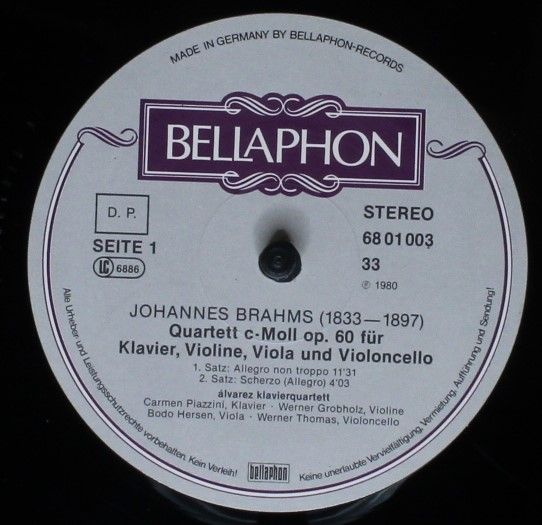 MADE IN GERMANY BY BELLAPHON-RECORDS
BELLAPHON
D. P.
SEITE 1
LC 6886
STEREO
68 01 003
33
℗ 1980
JOHANNES BRAHMS (1833—1897)
Quartett c-Moll op. 60 für
Klavier, Violine, Viola und Violoncello
1. Satz: Allegro non troppo 11'31
2. Satz: Scherzo (Allegro) 4'03
álvarez klavierquartett
Carmen Piazzini, Klavier · Werner Grobholz, Violine
Bodo Hersen, Viola · Werner Thomas, Violoncello
bellaphon
Alle Urheber und Leistungsschutzrechte vorbehalten. Kein Verleih! Keine unerlaubte Vervielfältigung, Vermietung, Aufführung und Sendung!